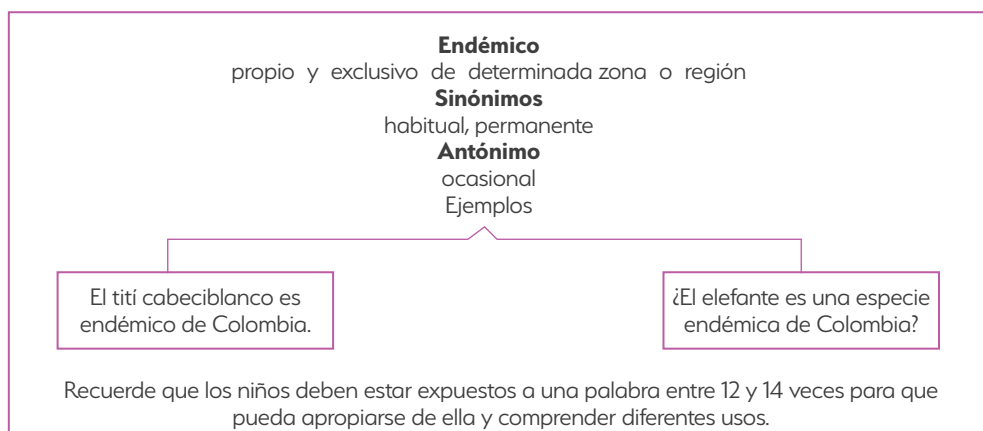 Endémico
propio y exclusivo de determinada zona o región
Sinónimos
habitual, permanente
Antónimo
ocasional
Ejemplos
El tití cabeciblanco es
endémico de Colombia.
¿El elefante es una especie
endémica de Colombia?
Recuerde que los niños deben estar expuestos a una palabra entre 12 y 14 veces para que
pueda apropiarse de ella y comprender diferentes usos.